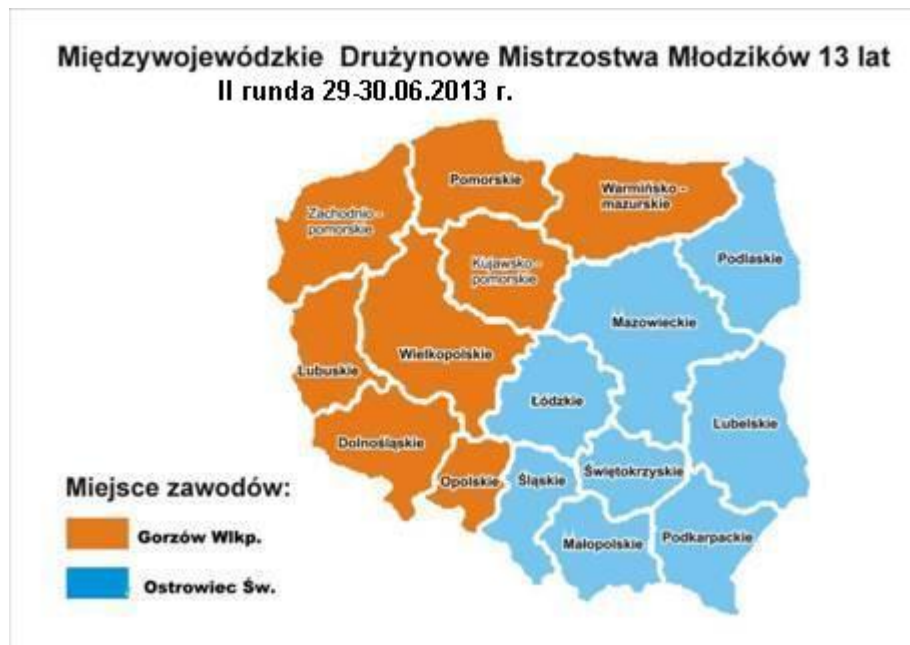 Międzywojewódzkie Drużynowe Mistrzostwa Młodzików 13 lat
II runda 29-30.06.2013 r.
Pomorskie
Warmińsko -
mazurskie
Zachodnio -
pomorskie
Podlaskie
Kujawsko -
pomorskie
Mazowieckie
Wielkopolskie
Lubuskie
Łódzkie
Lubelskie
Dolnośląskie
Świętokrzyskie
Opolskie
Śląskie
Małopolskie
Podkarpackie
Miejsce zawodów:
Gorzów Wlkp.
Ostrowiec Św.